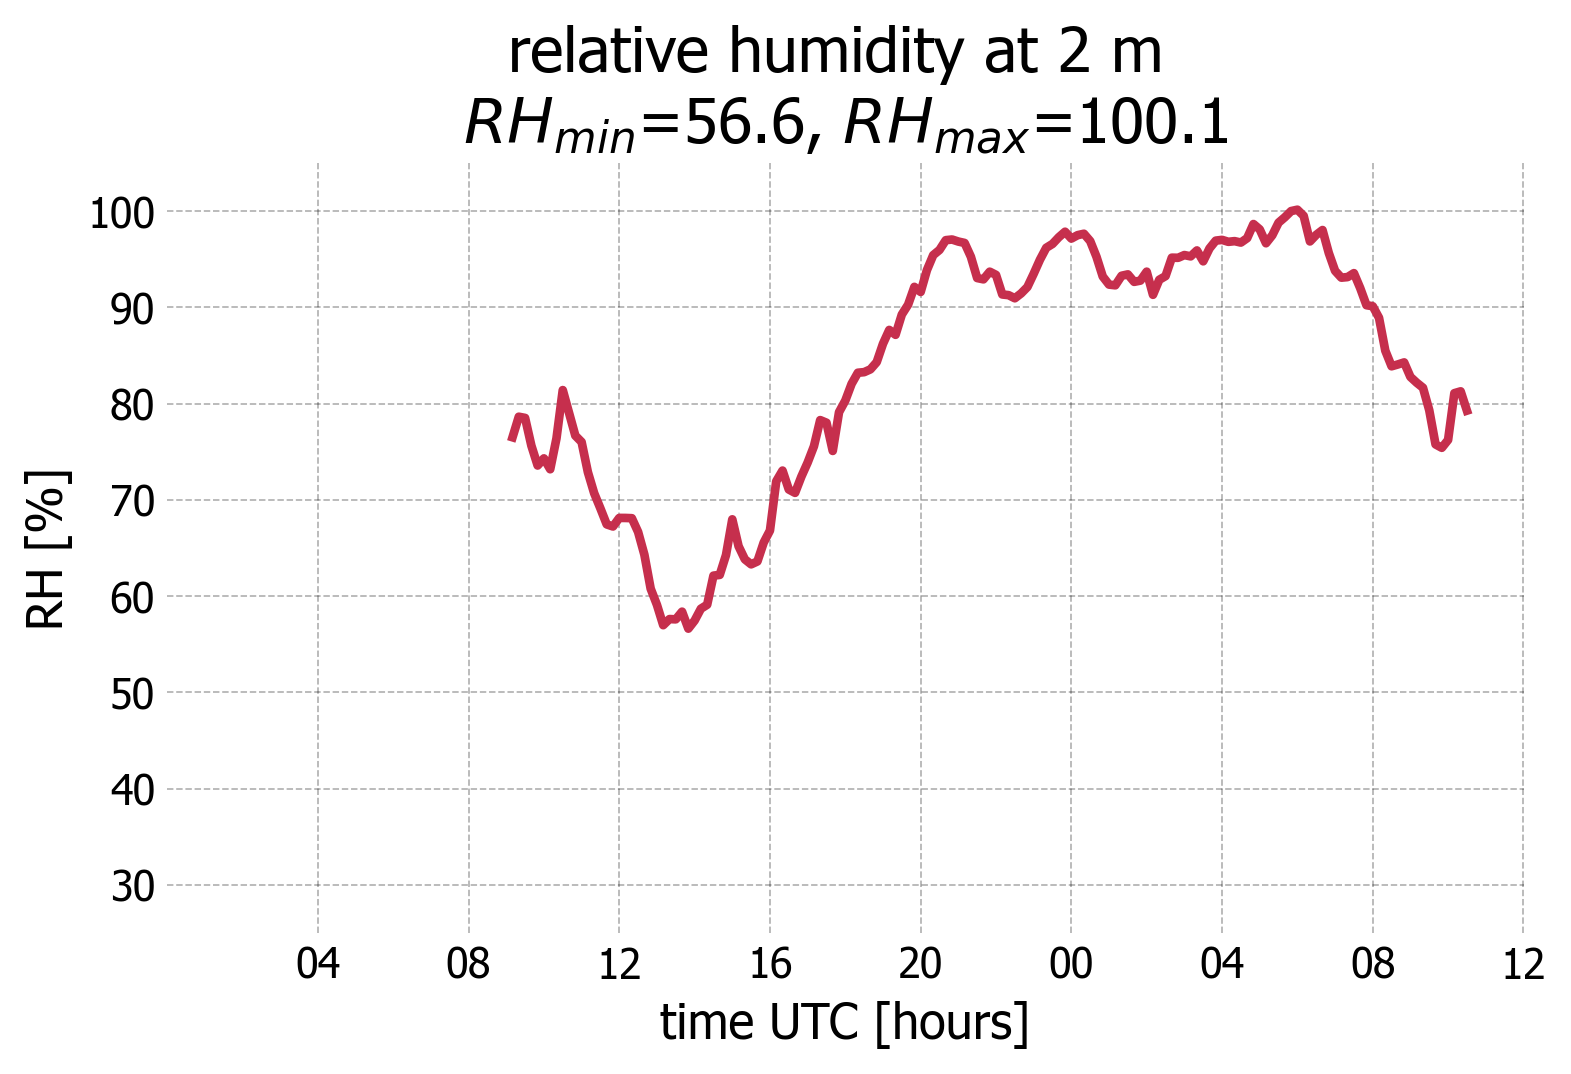 relative humidity at 2 m
RH_min=56.6, RH_max=100.1
100
90
80
70
60
50
40
30
RH [%]
04 08 12 16 20 00 04 08 12
time UTC [hours]